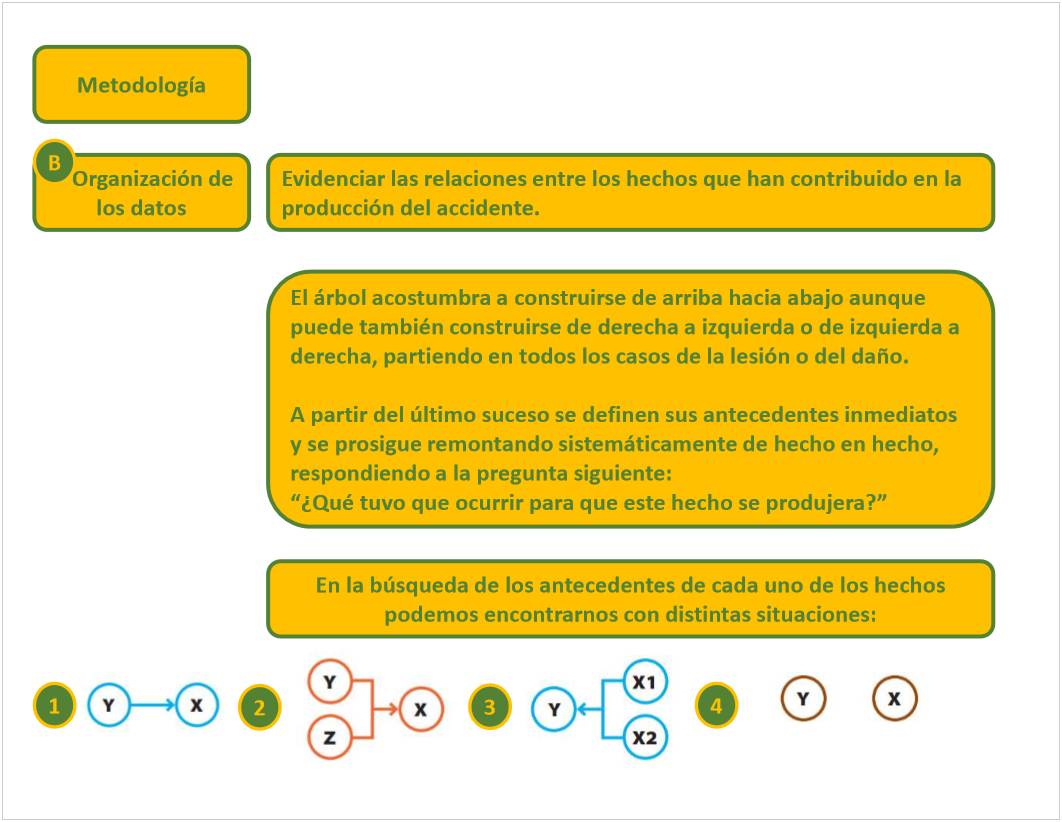 Metodología
B
Organización de
los datos
Evidenciar las relaciones entre los hechos que han contribuido en la
producción del accidente.
El árbol acostumbra a construirse de arriba hacia abajo aunque
puede también construirse de derecha a izquierda o de izquierda a
derecha, partiendo en todos los casos de la lesión o del daño.
A partir del último suceso se definen sus antecedentes inmediatos
y se prosigue remontando sistemáticamente de hecho en hecho,
respondiendo a la pregunta siguiente:
“¿Qué tuvo que ocurrir para que este hecho se produjera?”
En la búsqueda de los antecedentes de cada uno de los hechos
podemos encontrarnos con distintas situaciones:
1
Y
X
2
Y
Z
X
3
Y
X1
X2
4
Y
X